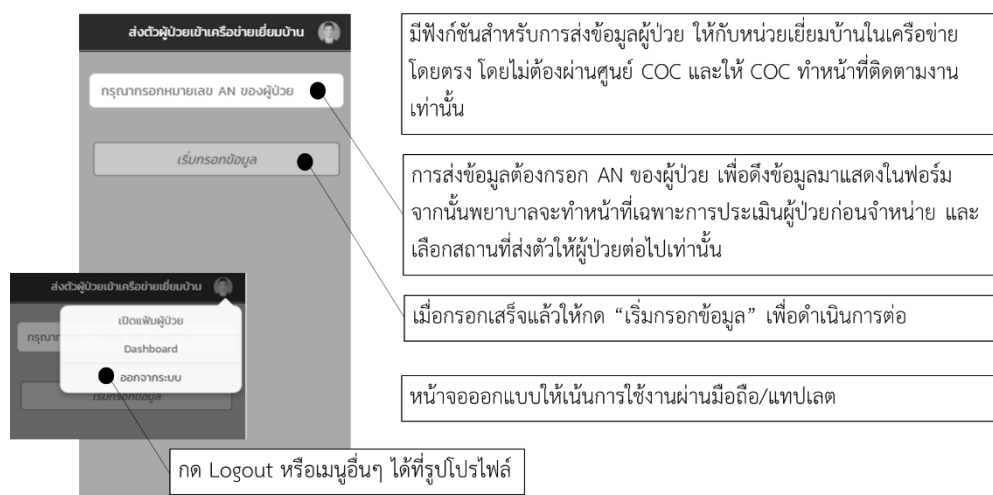 ส่งตัวผู้ป่วยเข้าเครือข่ายเยี่ยมบ้าน
กรุณากรอกหมายเลข AN ของผู้ป่วย
เริ่มกรอกข้อมูล
มีฟังก์ชันสำหรับการส่งข้อมูลผู้ป่วย ให้กับหน่วยเยี่ยมบ้านในเครือข่าย
โดยตรง โดยไม่ต้องผ่านศูนย์ COC และให้ COC ทำหน้าที่ติดตามงาน
เท่านั้น
การส่งข้อมูลต้องกรอก AN ของผู้ป่วย เพื่อดึงข้อมูลมาแสดงในฟอร์ม
จากนั้นพยาบาลจะทำหน้าที่เฉพาะการประเมินผู้ป่วยก่อนจำหน่าย และ
เลือกสถานที่ส่งตัวให้ผู้ป่วยต่อไปเท่านั้น
เมื่อกรอกเสร็จแล้วให้กด “เริ่มกรอกข้อมูล” เพื่อดำเนินการต่อ
หน้าจอออกแบบให้เน้นการใช้งานผ่านมือถือ/แทปเลต
ส่งตัวผู้ป่วยเข้าเครือข่ายเยี่ยมบ้าน
เปิดแฟ้มผู้ป่วย
กรุณา
Dashboard
ออกจากระบบ
เริ่มกรอกข้อมูล
กด Logout หรือเมนูอื่นๆ ได้ที่รูปโปรไฟล์